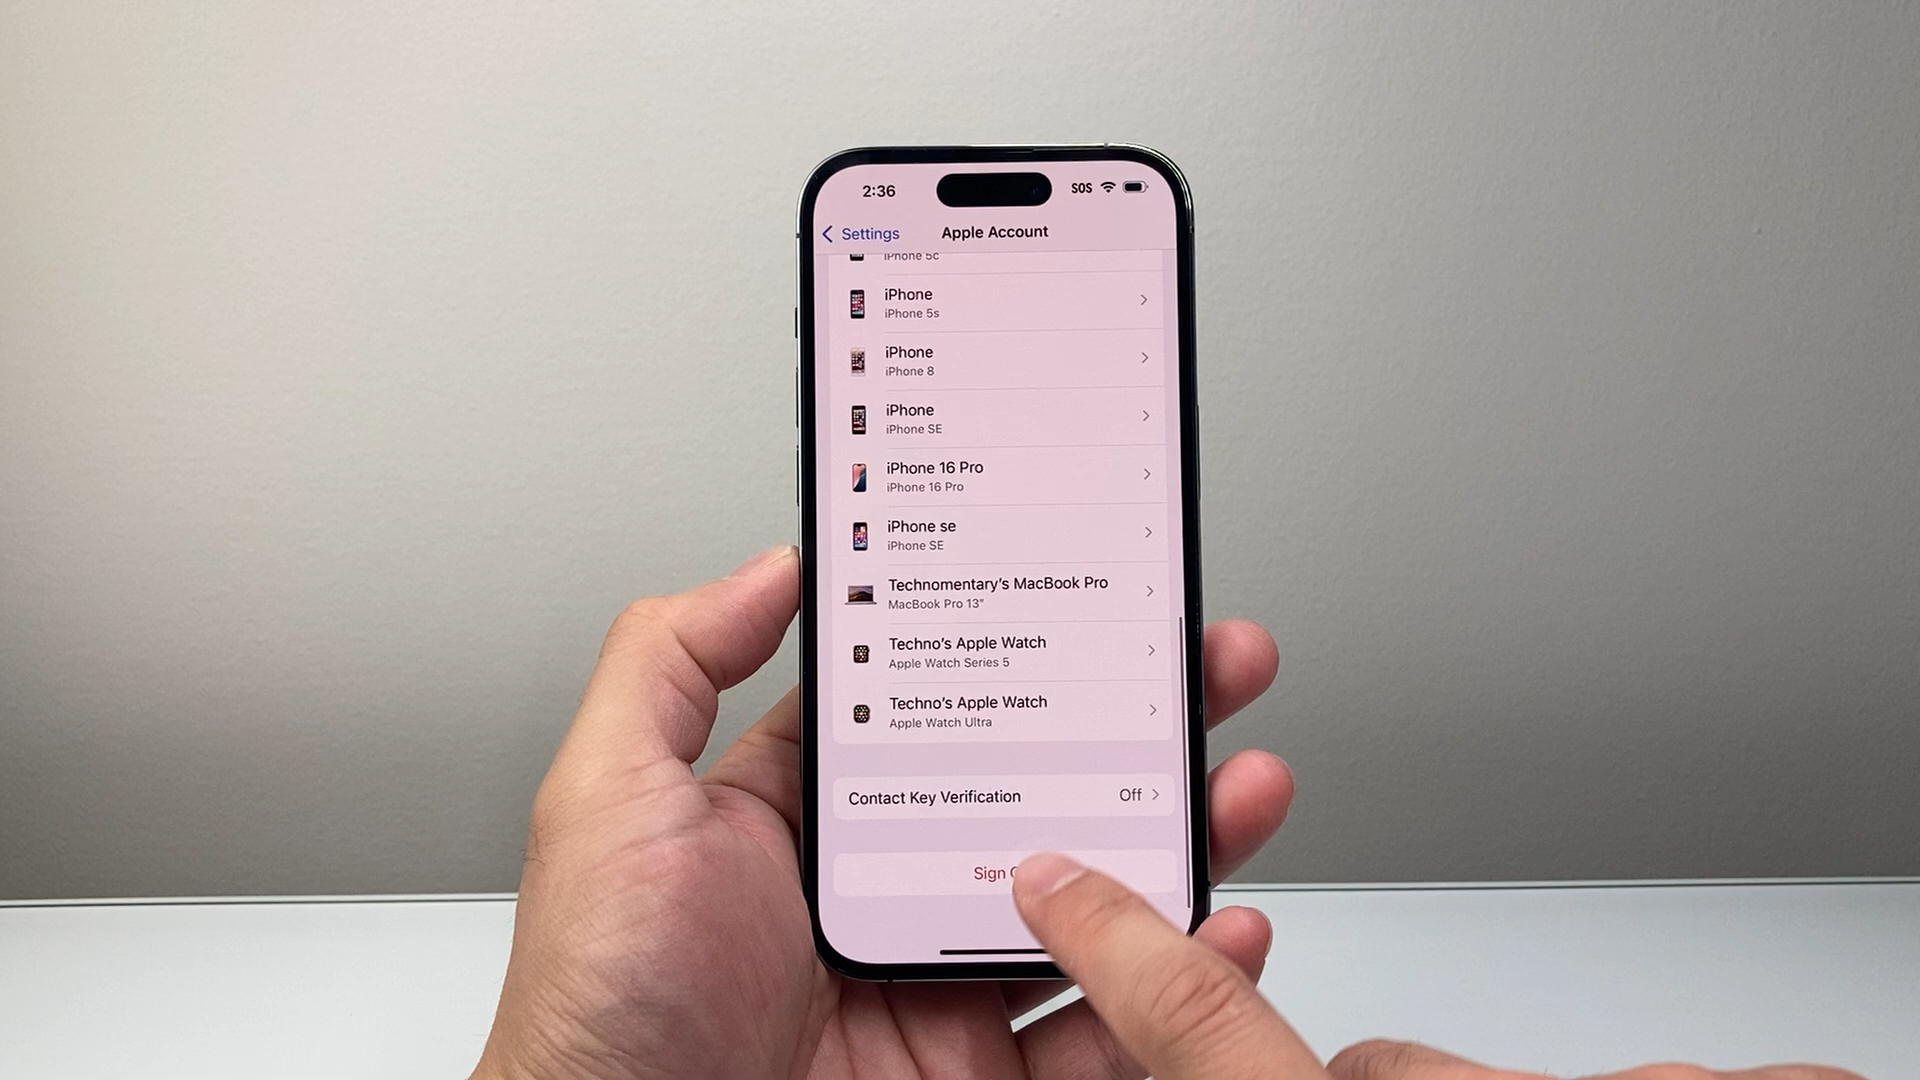 2:36
SOS
Settings
Apple Account
iPhone 5c
iPhone
iPhone 5s
iPhone
iPhone 8
iPhone
iPhone SE
iPhone 16 Pro
iPhone 16 Pro
iPhone se
iPhone SE
Technomentary's MacBook Pro
MacBook Pro 13"
Techno's Apple Watch
Apple Watch Series 5
Techno's Apple Watch
Apple Watch Ultra
Contact Key Verification
Off
Sign